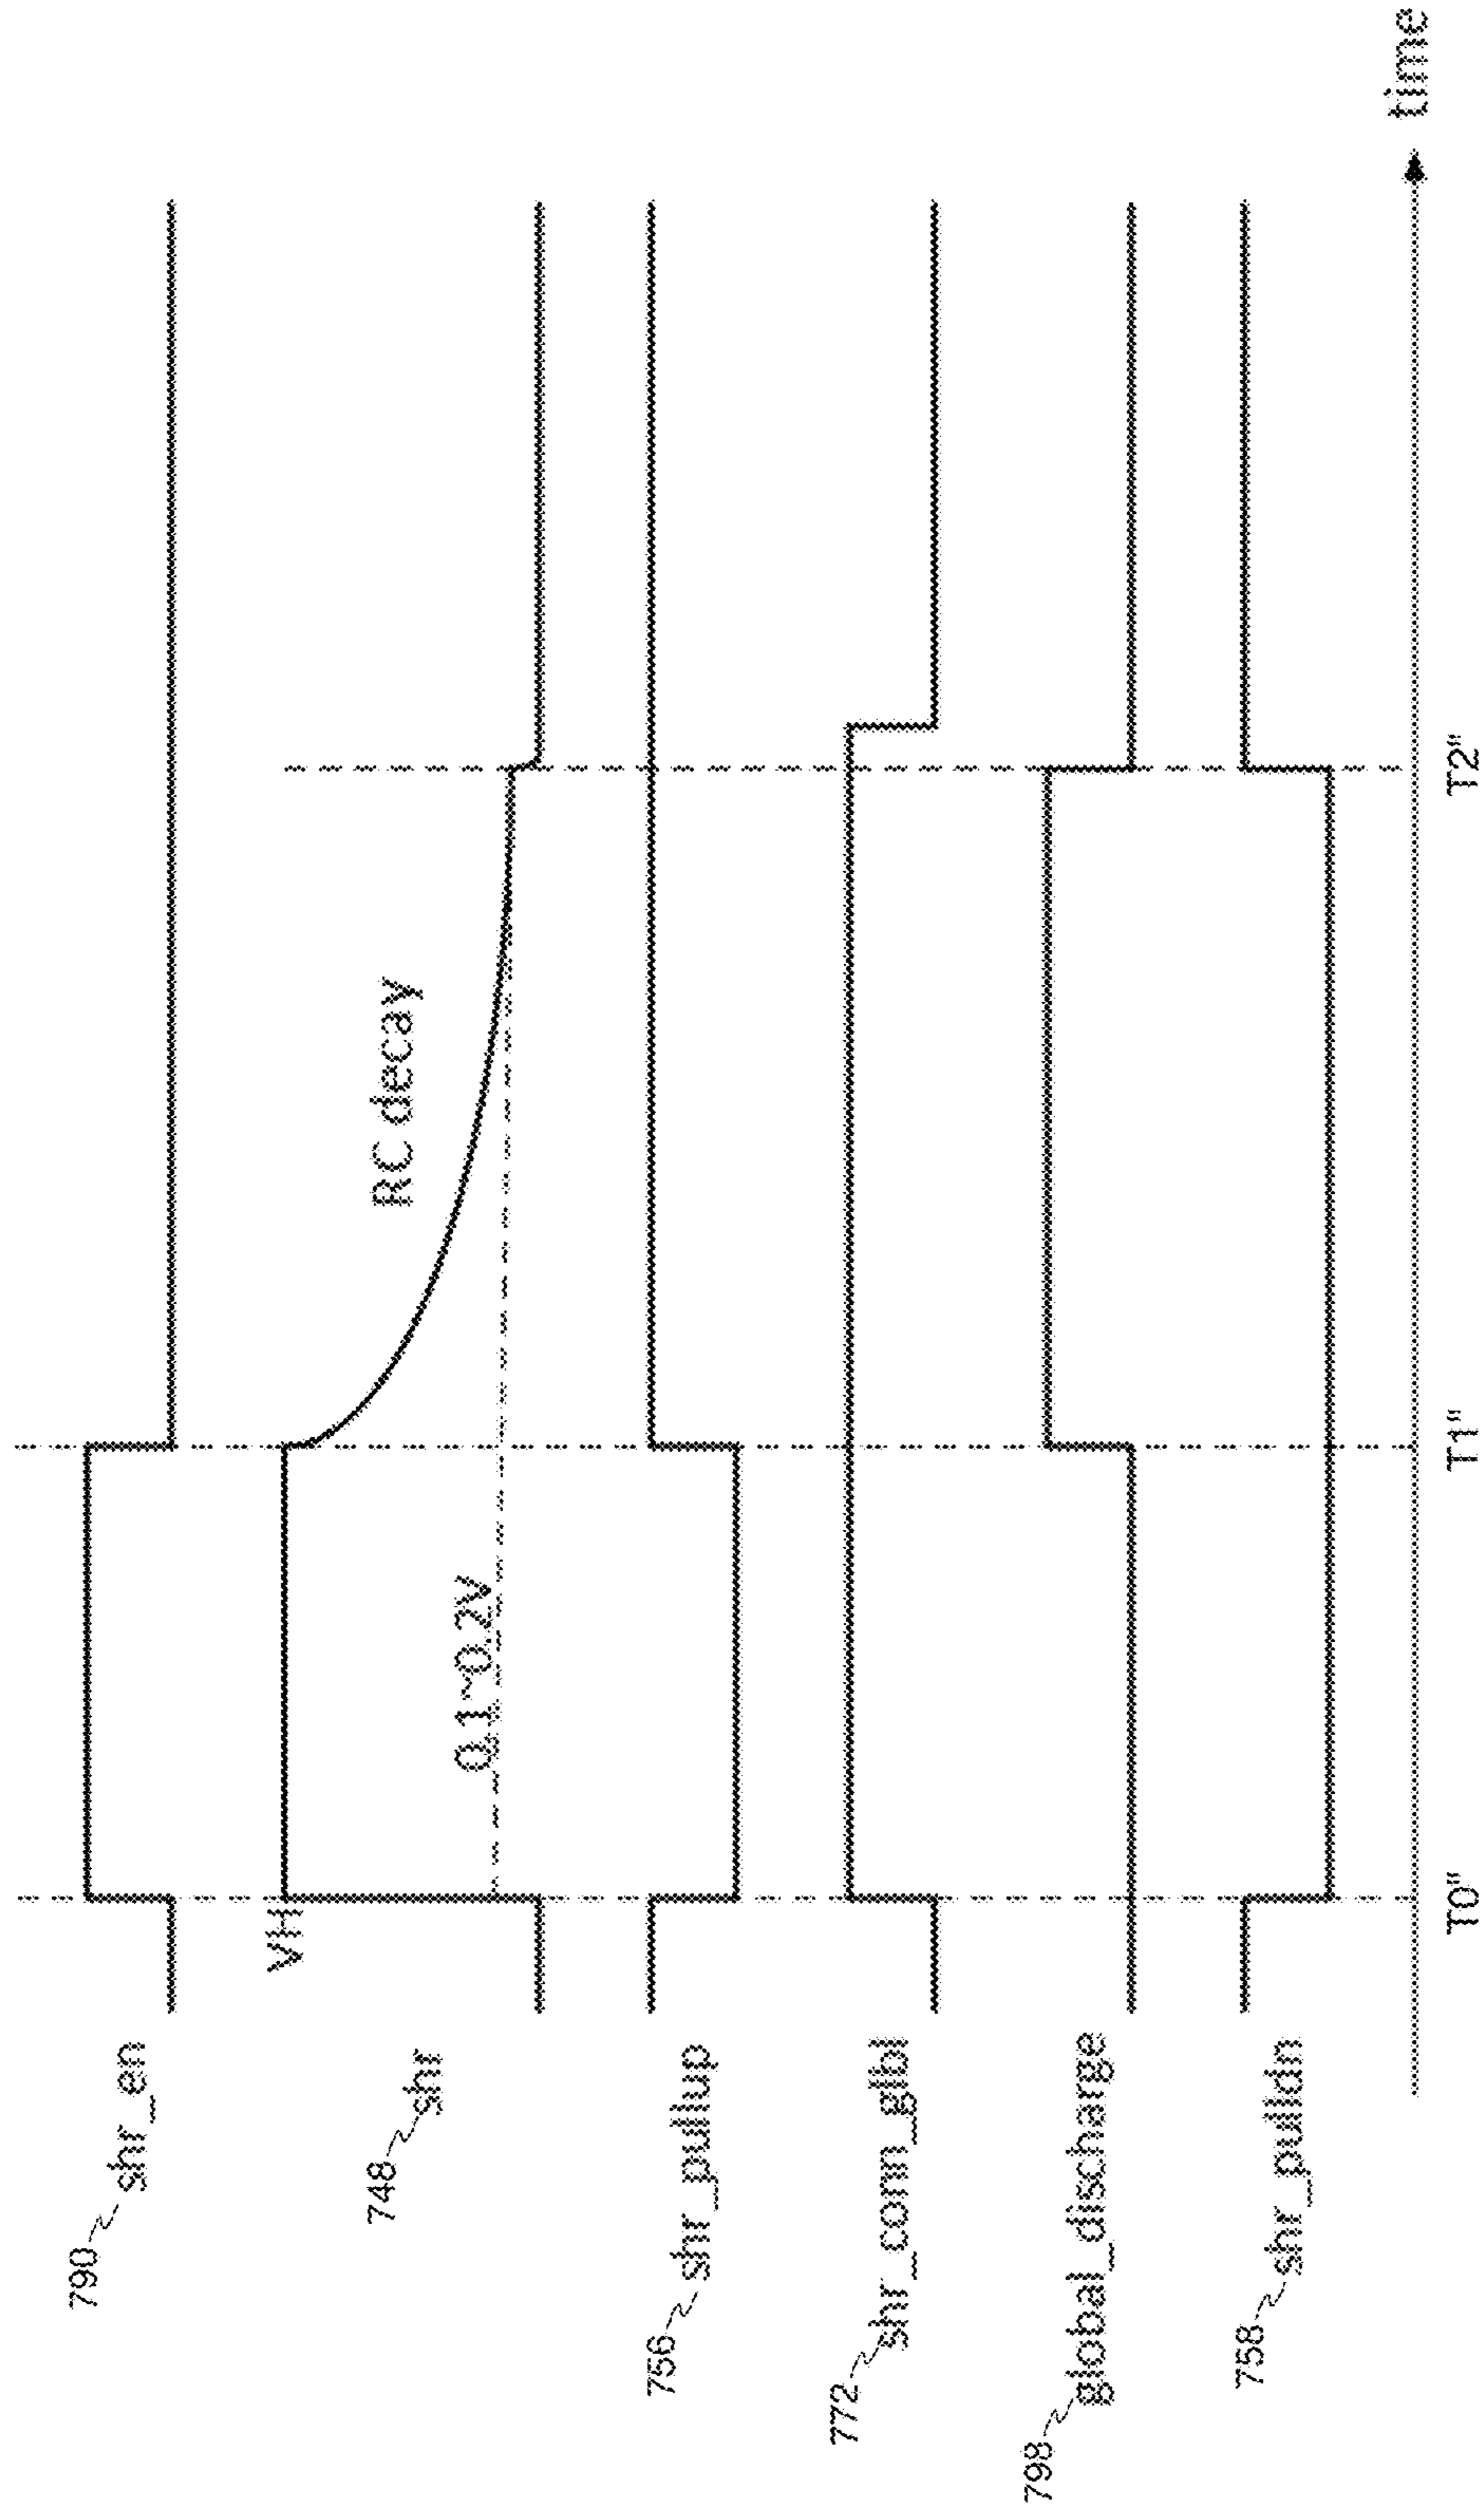 790 shr_en
VH
748 shr
RC decay
0.1~0.2V
756 shr_pullup
772 shr_conn_glbl
798 global_discharge
758 shr_pulldn
time
T0" T1" T2"